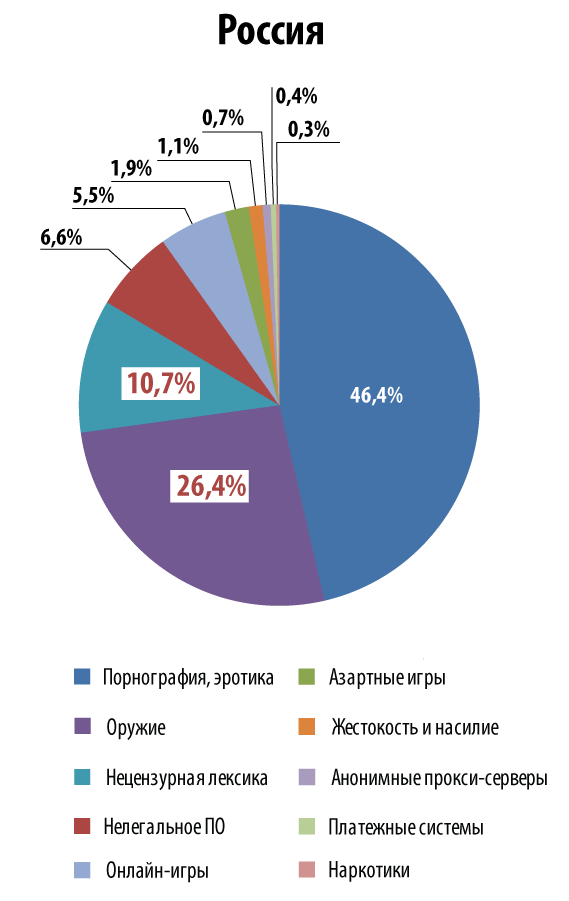 Россия
0,4%
0,7%
0,3%
1,1%
1,9%
5,5%
6,6%
10,7%
46,4%
26,4%
Порнография, эротика
Оружие
Нецензурная лексика
Нелегальное ПО
Онлайн-игры
Азартные игры
Жестокость и насилие
Анонимные прокси-серверы
Платежные системы
Наркотики